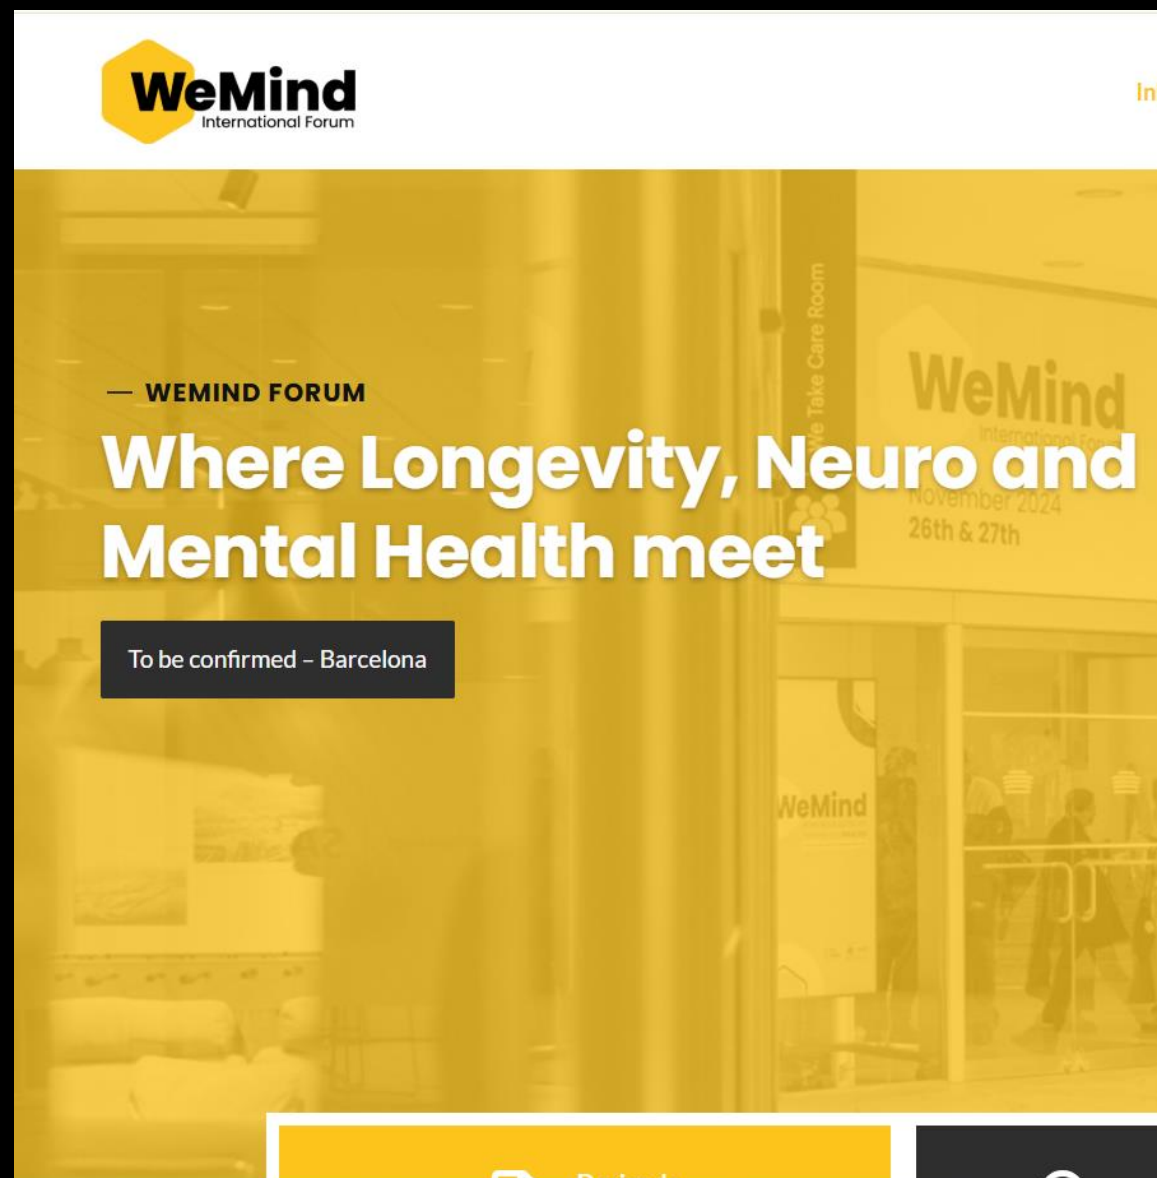 WeMind
International Forum
In
— WEMIND FORUM
Where Longevity, Neuro and
Mental Health meet
To be confirmed – Barcelona
We Take Care Room
WeMind
International Forum
November 2024
26th & 27th
WeMind